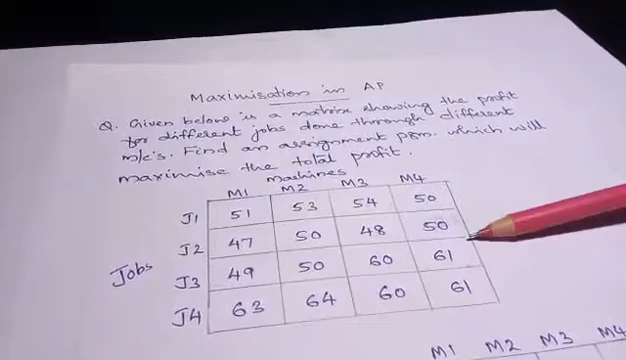 Maximisation in AP
Q. Given below is a matrix showing the profit
for different jobs done through different
m/c's. Find an assignment pgm. which will
maximise the total profit.
machines
M1 M2 M3 M4
J1 51 53 54 50
J2 47 50 48 50
Jobs
J3 49 50 60 61
J4 63 64 60 61
M1 M2 M3 M4